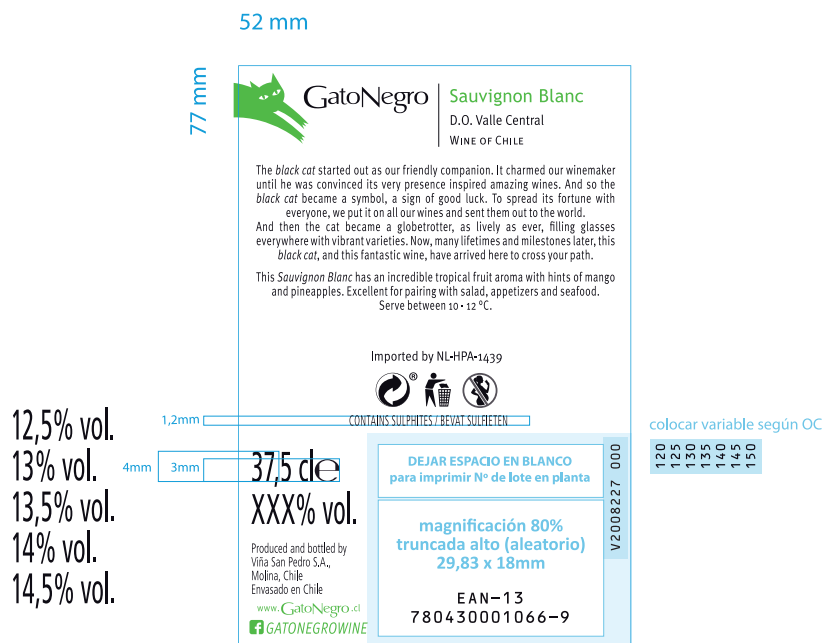 52 mm
77 mm
GatoNegro
Sauvignon Blanc
D.O. Valle Central
WINE OF CHILE
The black cat started out as our friendly companion. It charmed our winemaker
until he was convinced its very presence inspired amazing wines. And so the
black cat became a symbol, a sign of good luck. To spread its fortune with
everyone, we put it on all our wines and sent them out to the world.
And then the cat became a globetrotter, as lively as ever, filling glasses
everywhere with vibrant varieties. Now, many lifetimes and milestones later, this
black cat, and this fantastic wine, have arrived here to cross your path.
This Sauvignon Blanc has an incredible tropical fruit aroma with hints of mango
and pineapples. Excellent for pairing with salad, appetizers and seafood.
Serve between 10 - 12 °C.
Imported by NL-HPA-1439
®
1,2mm
CONTAINS SULPHITES / BEVAT SULFIETEN
12,5% vol.
13% vol.
13,5% vol.
14% vol.
14,5% vol.
4mm
3mm
37,5 cl e
XXX% vol.
Produced and bottled by
Viña San Pedro S.A.,
Molina, Chile
Envasado en Chile
www.GatoNegro.cl
f GATONEGROWINE
DEJAR ESPACIO EN BLANCO
para imprimir Nº de lote en planta
magnificación 80%
truncada alto (aleatorio)
29,83 x 18mm
EAN-13
780430001066-9
V2008227 000
colocar variable según OC
120
125
130
135
140
145
150